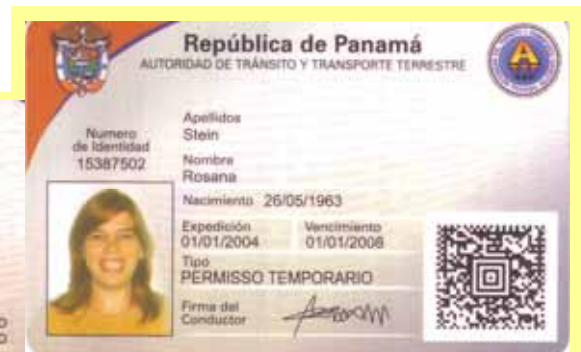 República de Panamá
AUTORIDAD DE TRÁNSITO Y TRANSPORTE TERRESTRE
Numero
de Identidad
15387502
Apellidos
Stein
Nombre
Rosana
Nacimiento 26/05/1963
Expedición
01/01/2004
Vencimiento
01/01/2008
Tipo
PERMISSO TEMPORARIO
Firma del
Conductor